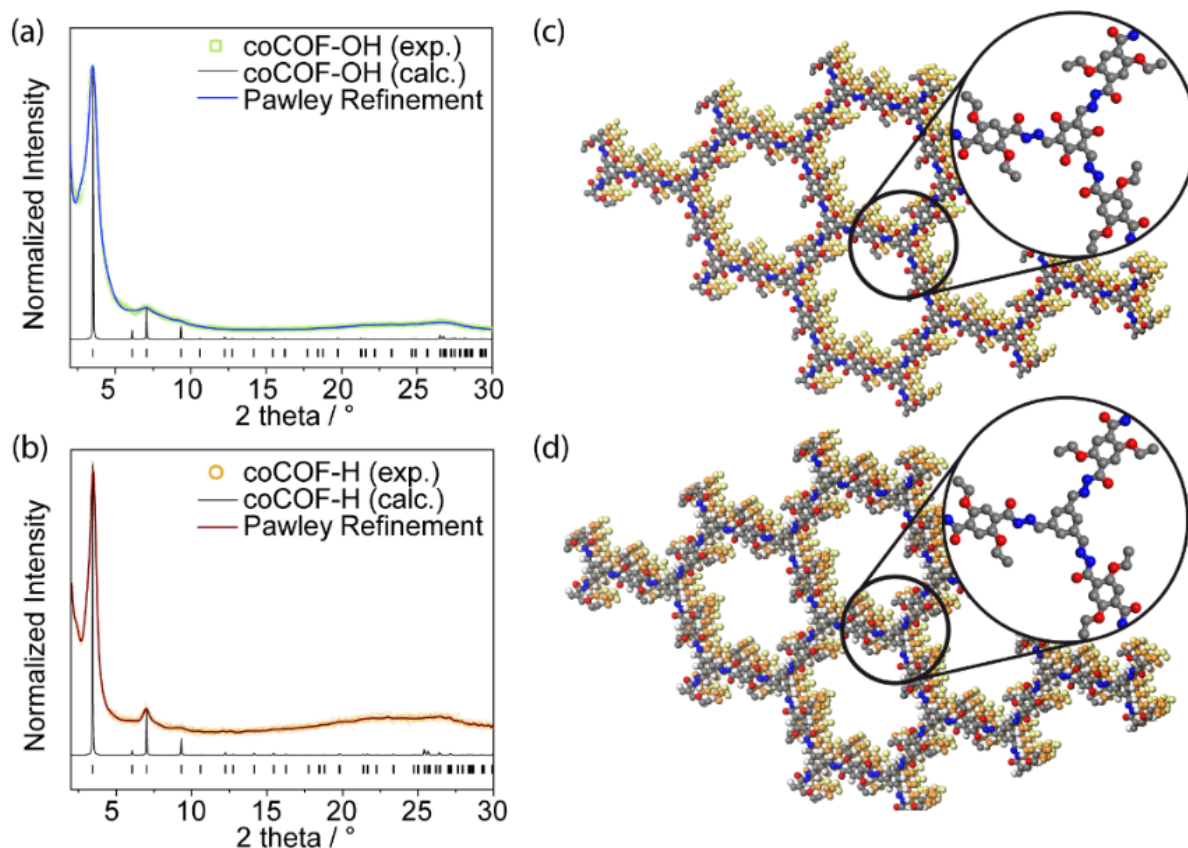 (a)
coCOF-OH (exp.)
coCOF-OH (calc.)
Pawley Refinement
Normalized Intensity
5 10 15 20 25 30
2 theta / °
(b)
coCOF-H (exp.)
coCOF-H (calc.)
Pawley Refinement
Normalized Intensity
5 10 15 20 25 30
2 theta / °
(c)
(d)